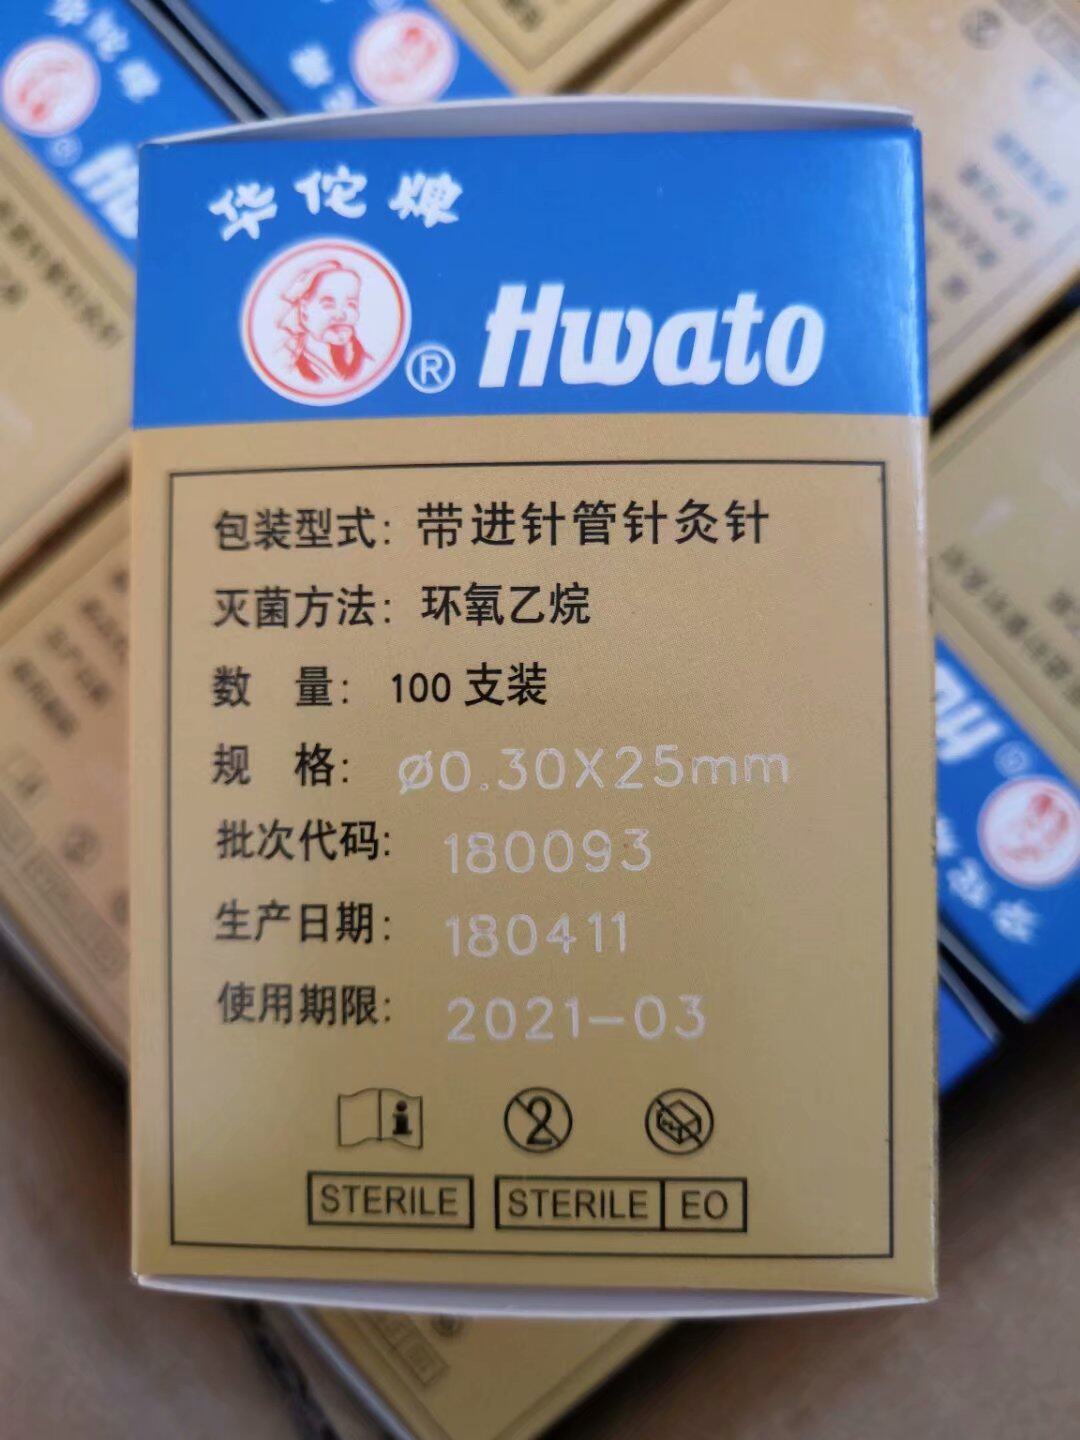 华佗牌
® Hwato
包装型式: 带进针管针灸针
灭菌方法: 环氧乙烷
数 量: 100 支装
规 格: Ø0.30X25mm
批次代码: 180093
生产日期: 180411
使用期限: 2021-03
2
STERILE STERILE EO